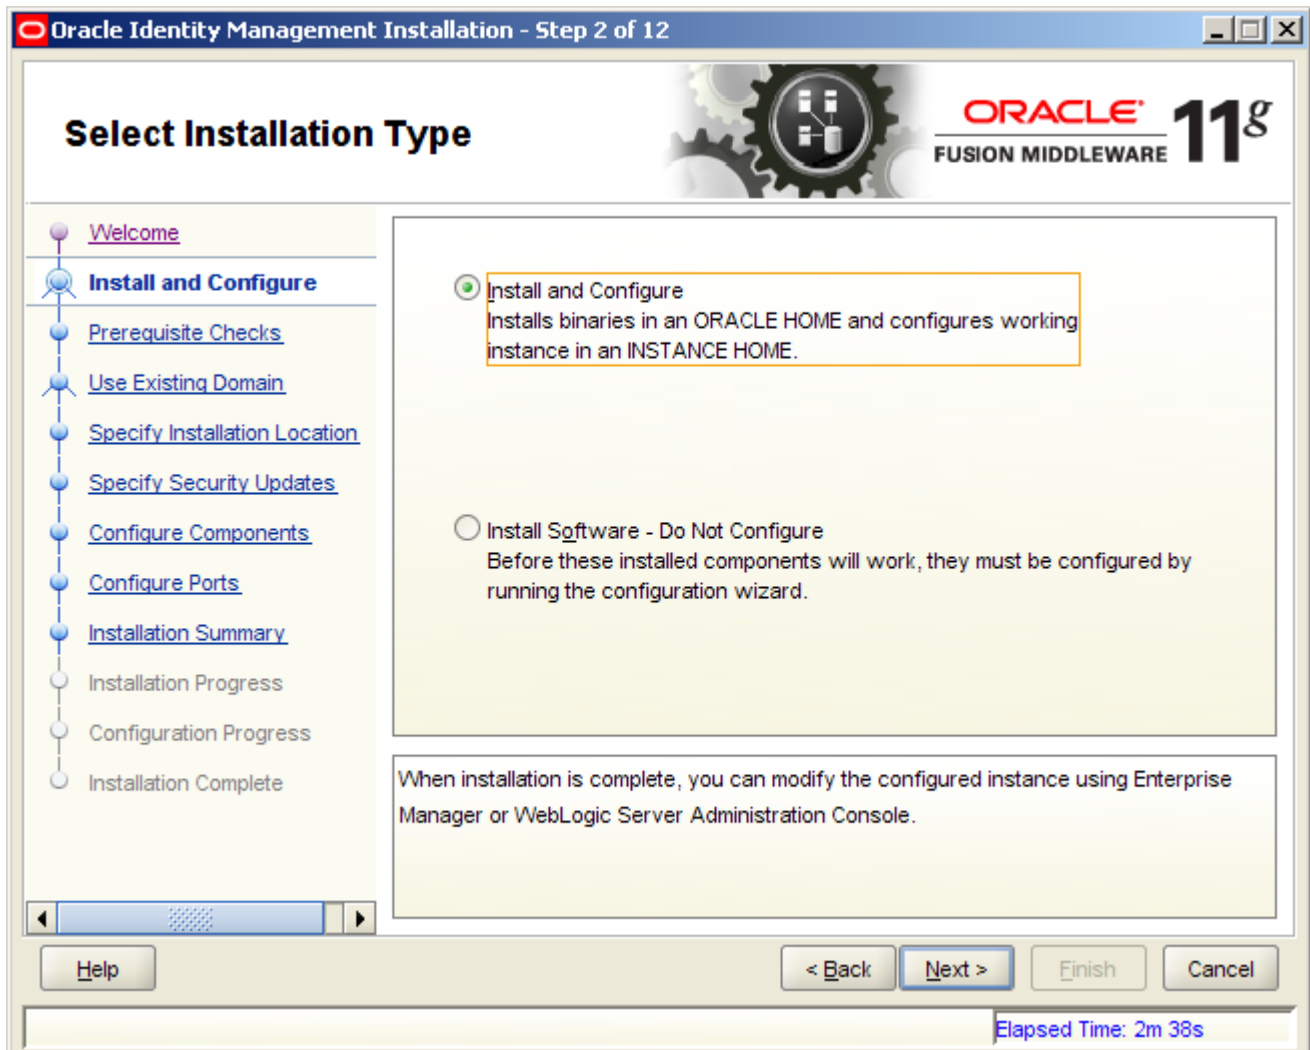 Oracle Identity Management Installation - Step 2 of 12
Select Installation Type
ORACLE®
FUSION MIDDLEWARE 11g
Welcome
Install and Configure
Prerequisite Checks
Use Existing Domain
Specify Installation Location
Specify Security Updates
Configure Components
Configure Ports
Installation Summary
Installation Progress
Configuration Progress
Installation Complete
Install and Configure
Installs binaries in an ORACLE HOME and configures working
instance in an INSTANCE HOME.
Install Software - Do Not Configure
Before these installed components will work, they must be configured by
running the configuration wizard.
When installation is complete, you can modify the configured instance using Enterprise
Manager or WebLogic Server Administration Console.
Help
< Back
Next >
Finish
Cancel
Elapsed Time: 2m 38s